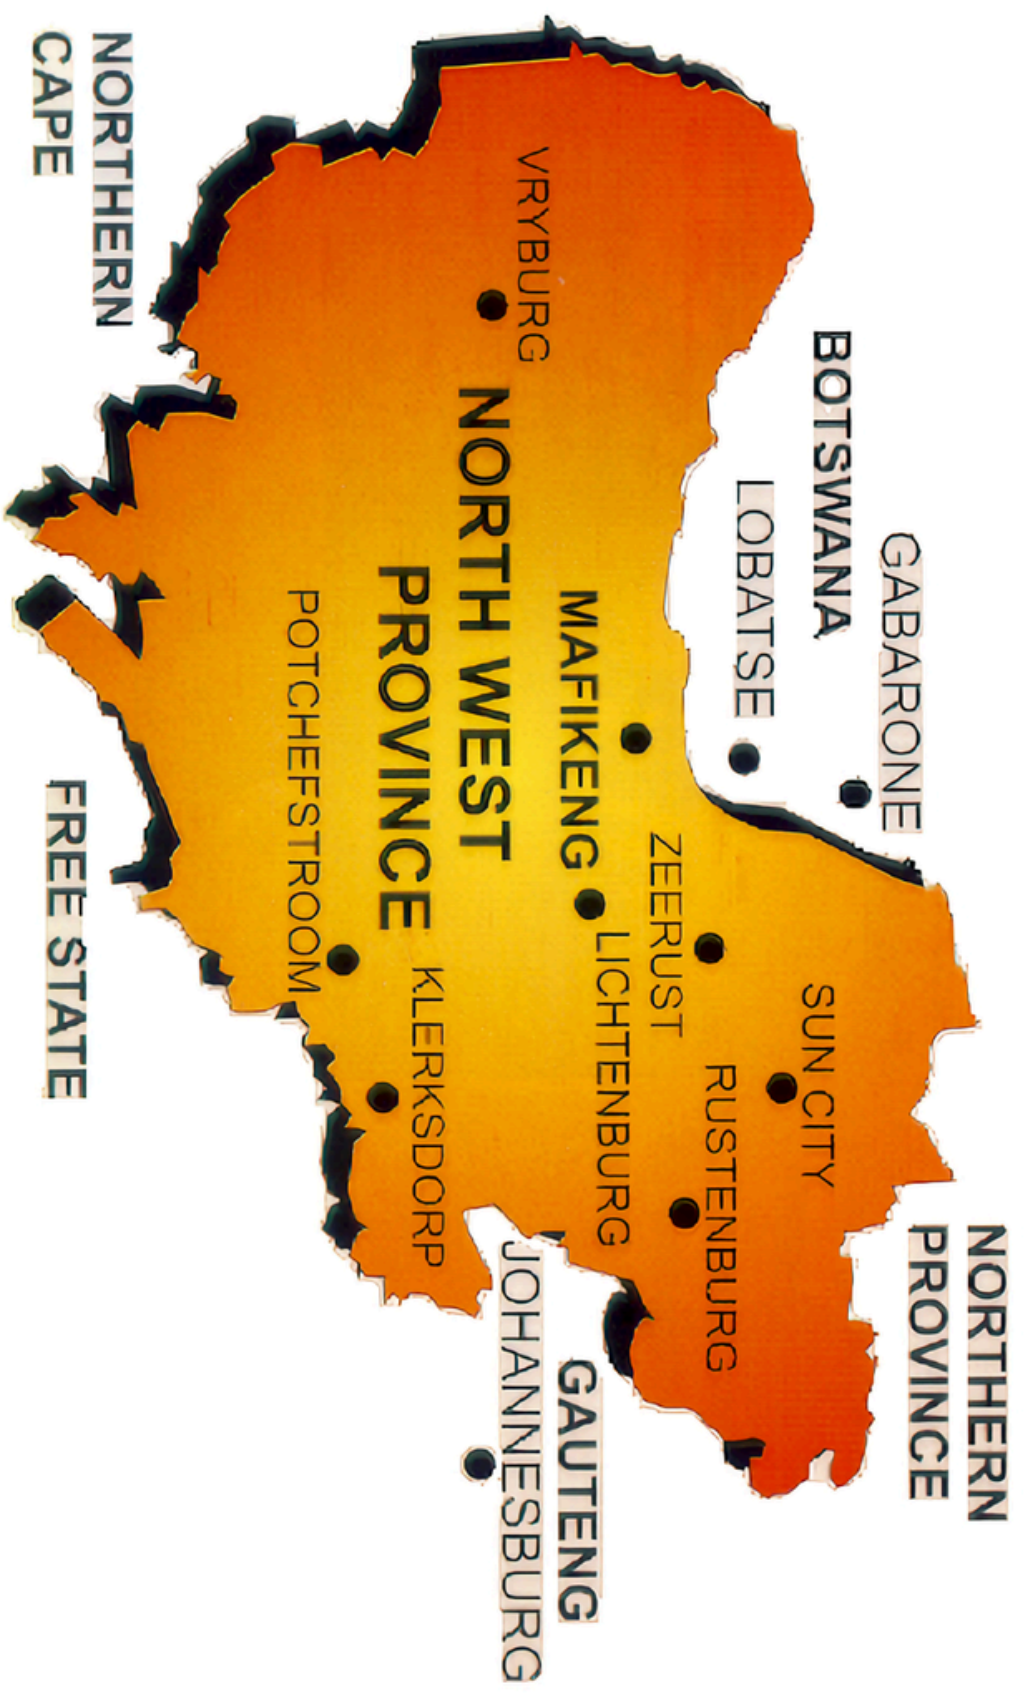 GABARONE
BOTSWANA
LOBATSE
NORTHERN
PROVINCE
SUN CITY
RUSTENBURG
ZEERUST
LICHTENBURG
MAFIKENG
VRYBURG
NORTH WEST
PROVINCE
KLERKSDORP
POTCHEFSTROOM
GAUTENG
JOHANNESBURG
NORTHERN
CAPE
FREE STATE